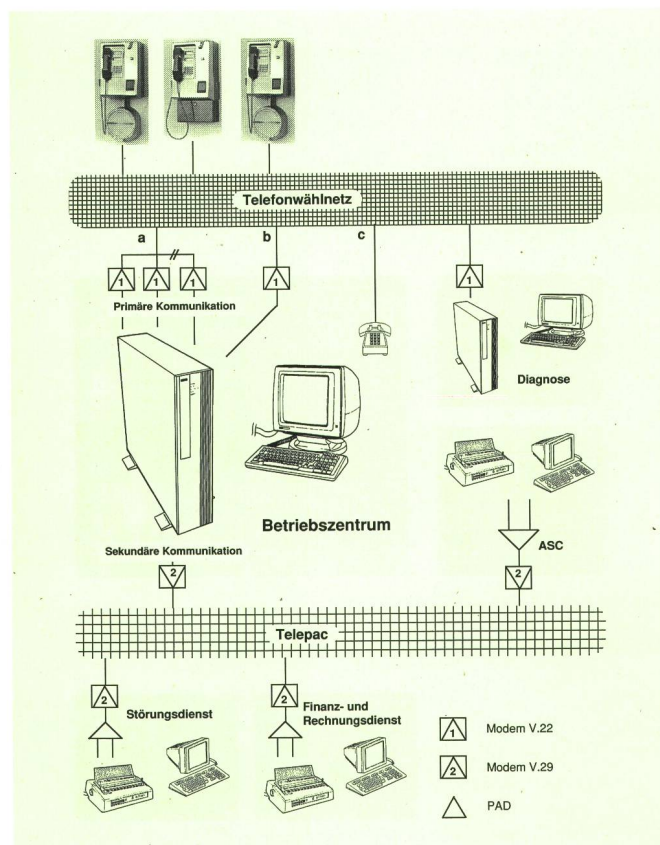 Telefonwählnetz
a
b
c
1
1
1
1
1
Primäre Kommunikation
Diagnose
Betriebszentrum
Sekundäre Kommunikation
ASC
2
2
Telepac
2
2
Störungsdienst
Finanz- und
Rechnungsdienst
1 Modem V.22
2 Modem V.29
PAD